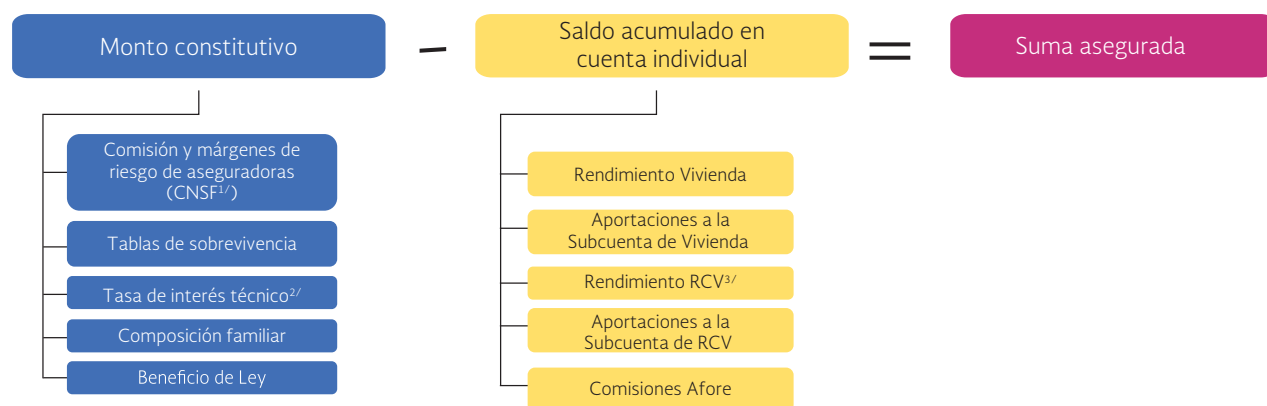 Monto constitutivo
–
Saldo acumulado en
cuenta individual
=
Suma asegurada
Comisión y márgenes de
riesgo de aseguradoras
(CNSF1/)
Tablas de sobrevivencia
Tasa de interés técnico2/
Composición familiar
Beneficio de Ley
Rendimiento Vivienda
Aportaciones a la
Subcuenta de Vivienda
Rendimiento RCV3/
Aportaciones a la
Subcuenta de RCV
Comisiones Afore